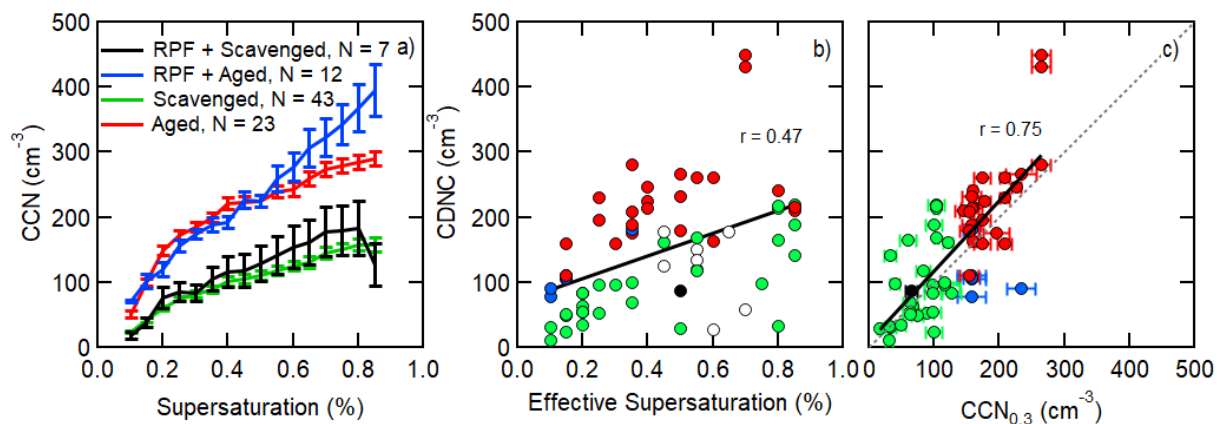 500
400
300
200
100
0
CCN (cm⁻³)
RPF + Scavenged, N = 7 a)
RPF + Aged, N = 12
Scavenged, N = 43
Aged, N = 23
0.0 0.2 0.4 0.6 0.8 1.0
Supersaturation (%)
500
400
300
200
100
0
CDNC (cm⁻³)
b)
r = 0.47
0.0 0.2 0.4 0.6 0.8 1.0
Effective Supersaturation (%)
c)
r = 0.75
0 100 200 300 400 500
CCN₀.₃ (cm⁻³)